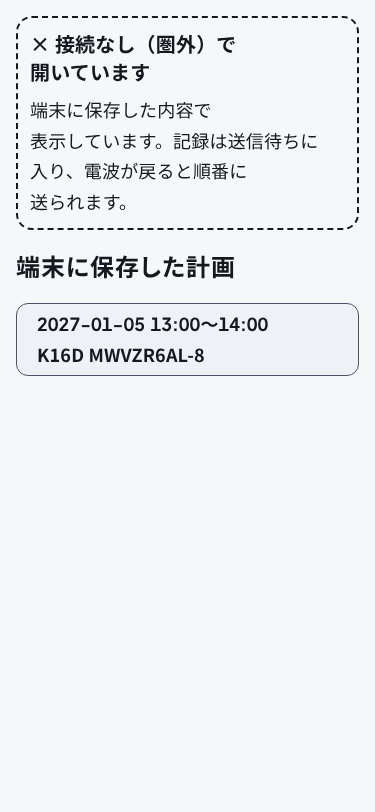 × 接続なし（圏外）で
開いています
端末に保存した内容で
表示しています。記録は送信待ちに
入り、電波が戻ると順番に
送られます。
端末に保存した計画
2027-01-05 13:00〜14:00
K16D MWVZR6AL-8